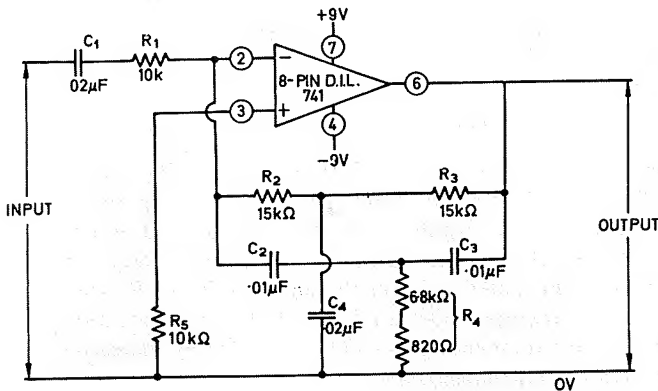 +9V
C1
R1
02µF
10k
2
−
7
8-PIN D.I.L.
741
6
3
+
4
−9V
R2
R3
15kΩ
15kΩ
INPUT
OUTPUT
C2
C3
·01µF
·01µF
C4
·02µF
68kΩ
R4
R5
10kΩ
820Ω
0V